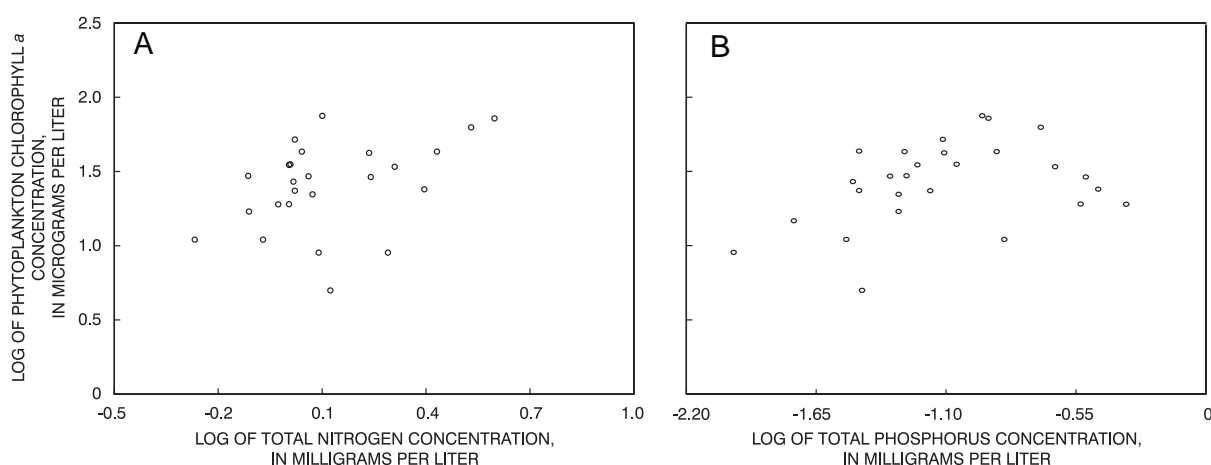 LOG OF PHYTOPLANKTON CHLOROPHYLL a
CONCENTRATION,
IN MICROGRAMS PER LITER
2.5
2.0
1.5
1.0
0.5
0
A
-0.5 -0.2 0.1 0.4 0.7 1.0
LOG OF TOTAL NITROGEN CONCENTRATION,
IN MILLIGRAMS PER LITER
B
-2.20 -1.65 -1.10 -0.55 0
LOG OF TOTAL PHOSPHORUS CONCENTRATION,
IN MILLIGRAMS PER LITER